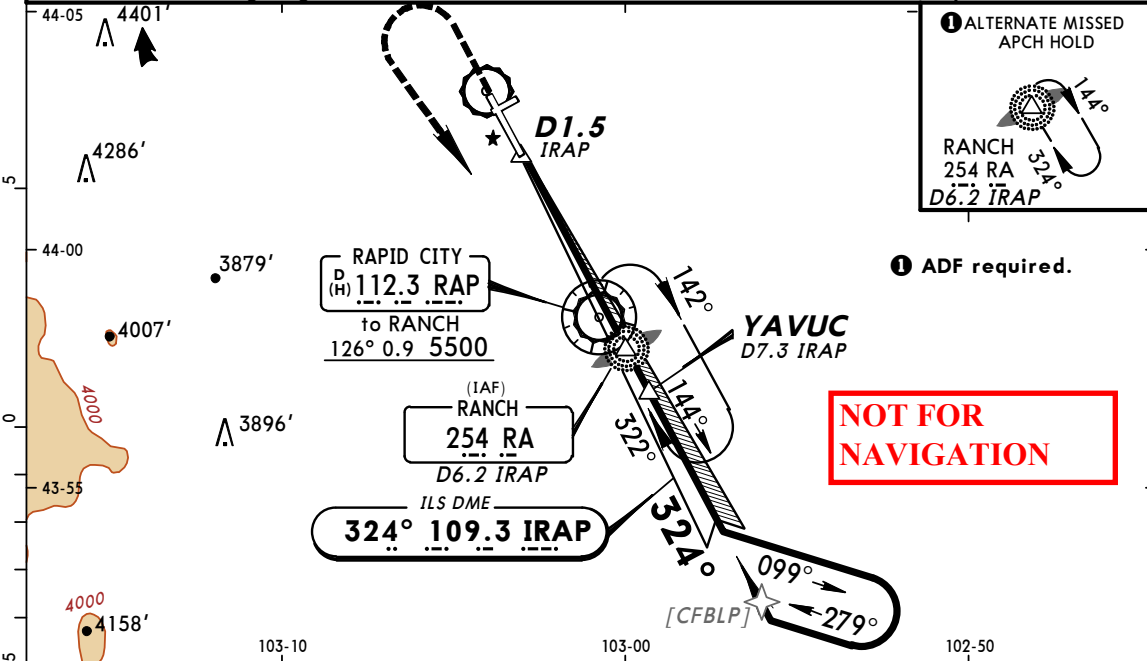 44-05
4401'
❶ ALTERNATE MISSED
APCH HOLD
144°
324°
RANCH
254 RA
D6.2 IRAP
D1.5
IRAP
4286'
5
44-00
3879'
❶ ADF required.
RAPID CITY
D
(H) 112.3 RAP
to RANCH
126° 0.9 5500
142°
YAVUC
D7.3 IRAP
4007'
4000
(IAF)
RANCH
254 RA
D6.2 IRAP
144°
322°
0
3896'
NOT FOR
NAVIGATION
43-55
ILS DME
324° 109.3 IRAP
324°
099°
279°
[CFBLP]
4000
4158'
5
103-10
103-00
102-50